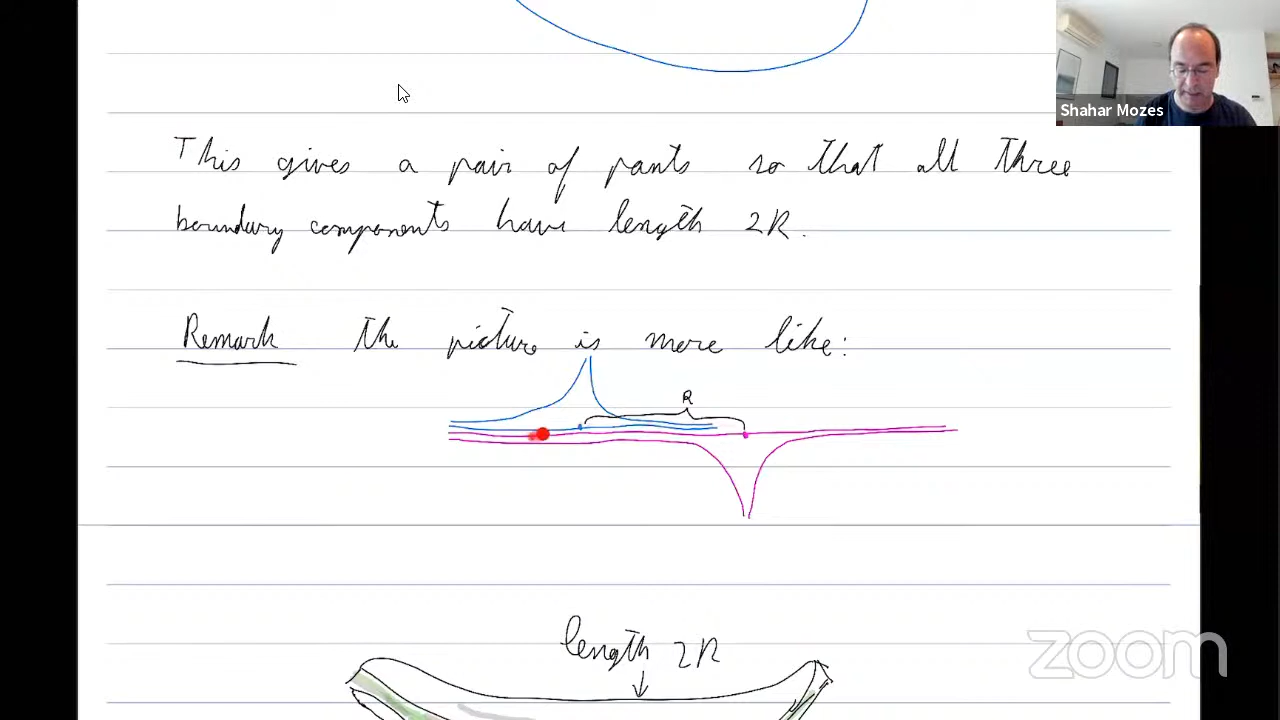 Shahar Mozes
This gives a pair of pants so that all three
boundary components have length 2R.
Remark the picture is more like:
R
length 2R
zoom